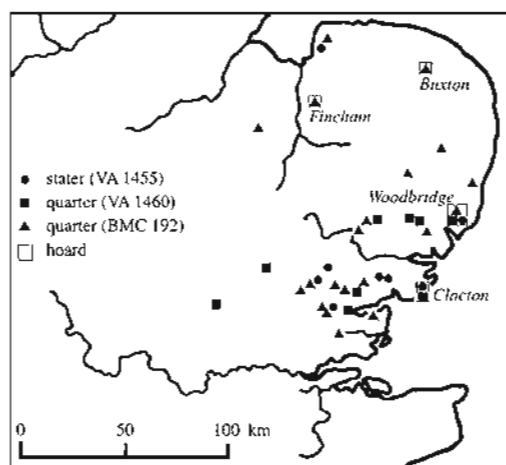 Buxton
Fincham
stater (VA 1455)
quarter (VA 1460)
quarter (BMC 192)
hoard
Woodbridge
Clacton
0 50 100 km